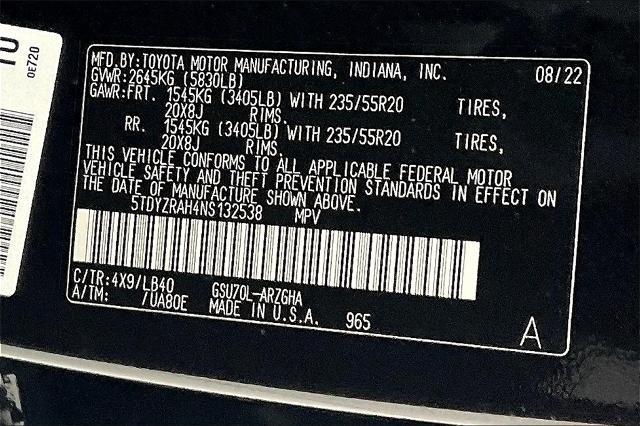 OE720
MFD.BY:TOYOTA MOTOR MANUFACTURING, INDIANA, INC. 08/22
GVWR:2645KG (5830LB)
GAWR:FRT. 1545KG (3405LB) WITH 235/55R20 TIRES,
20X8J RIMS.
RR. 1545KG (3405LB) WITH 235/55R20 TIRES,
20X8J RIMS.
THIS VEHICLE CONFORMS TO ALL APPLICABLE FEDERAL MOTOR
VEHICLE SAFETY AND THEFT PREVENTION STANDARDS IN EFFECT ON
THE DATE OF MANUFACTURE SHOWN ABOVE.
5TDYZRAH4NS132538 MPV
C/TR:4X9/LB40 GSU70L-ARZGHA
A/TM: /UA80E MADE IN U.S.A. 965
A